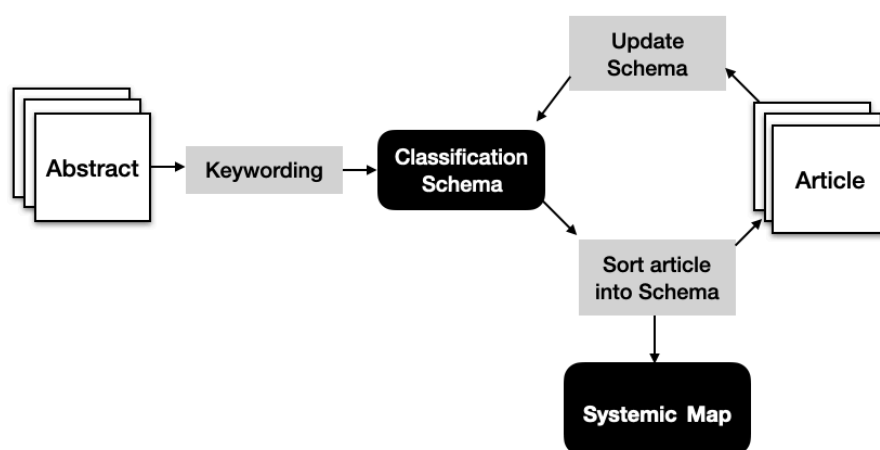 Abstract
Keywording
Classification
Schema
Update
Schema
Article
Sort article
into Schema
Systemic Map